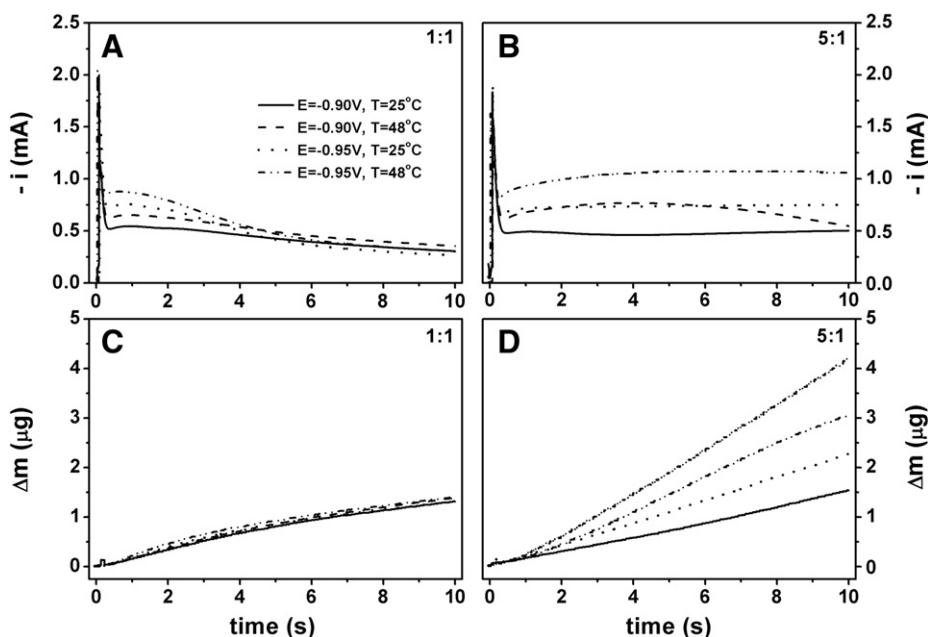 A
1:1
B
5:1
2.5
2.0
1.5
1.0
0.5
0.0
- i (mA)
E=-0.90V, T=25°C
E=-0.90V, T=48°C
E=-0.95V, T=25°C
E=-0.95V, T=48°C
0 2 4 6 8 10
0 2 4 6 8 10
2.5
2.0
1.5
1.0
0.5
0.0
- i (mA)
C
1:1
D
5:1
5
4
3
2
1
0
Δm (μg)
0 2 4 6 8 10
time (s)
0 2 4 6 8 10
time (s)
5
4
3
2
1
0
Δm (μg)